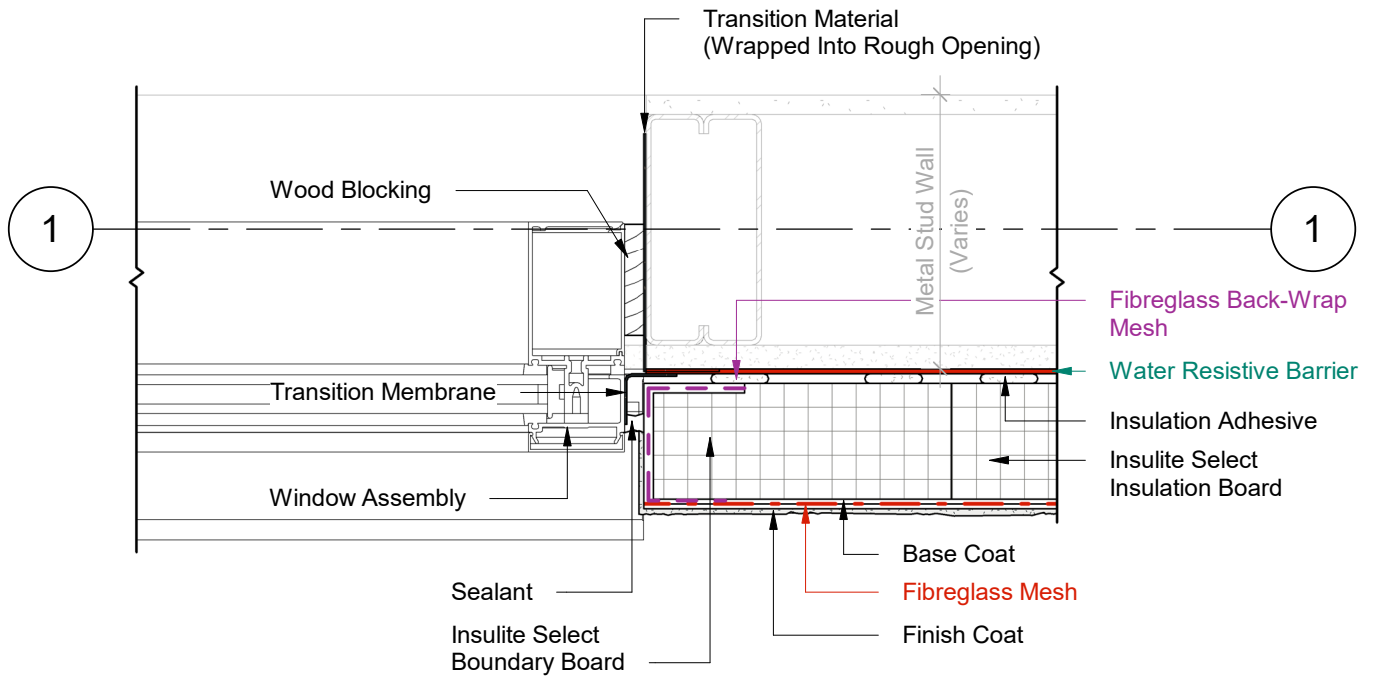 Transition Material
(Wrapped Into Rough Opening)
Wood Blocking
1
1
Metal Stud Wall
(Varies)
Fibreglass Back-Wrap
Mesh
Water Resistive Barrier
Transition Membrane
Insulation Adhesive
Insulite Select
Insulation Board
Window Assembly
Base Coat
Sealant
Fibreglass Mesh
Insulite Select
Boundary Board
Finish Coat